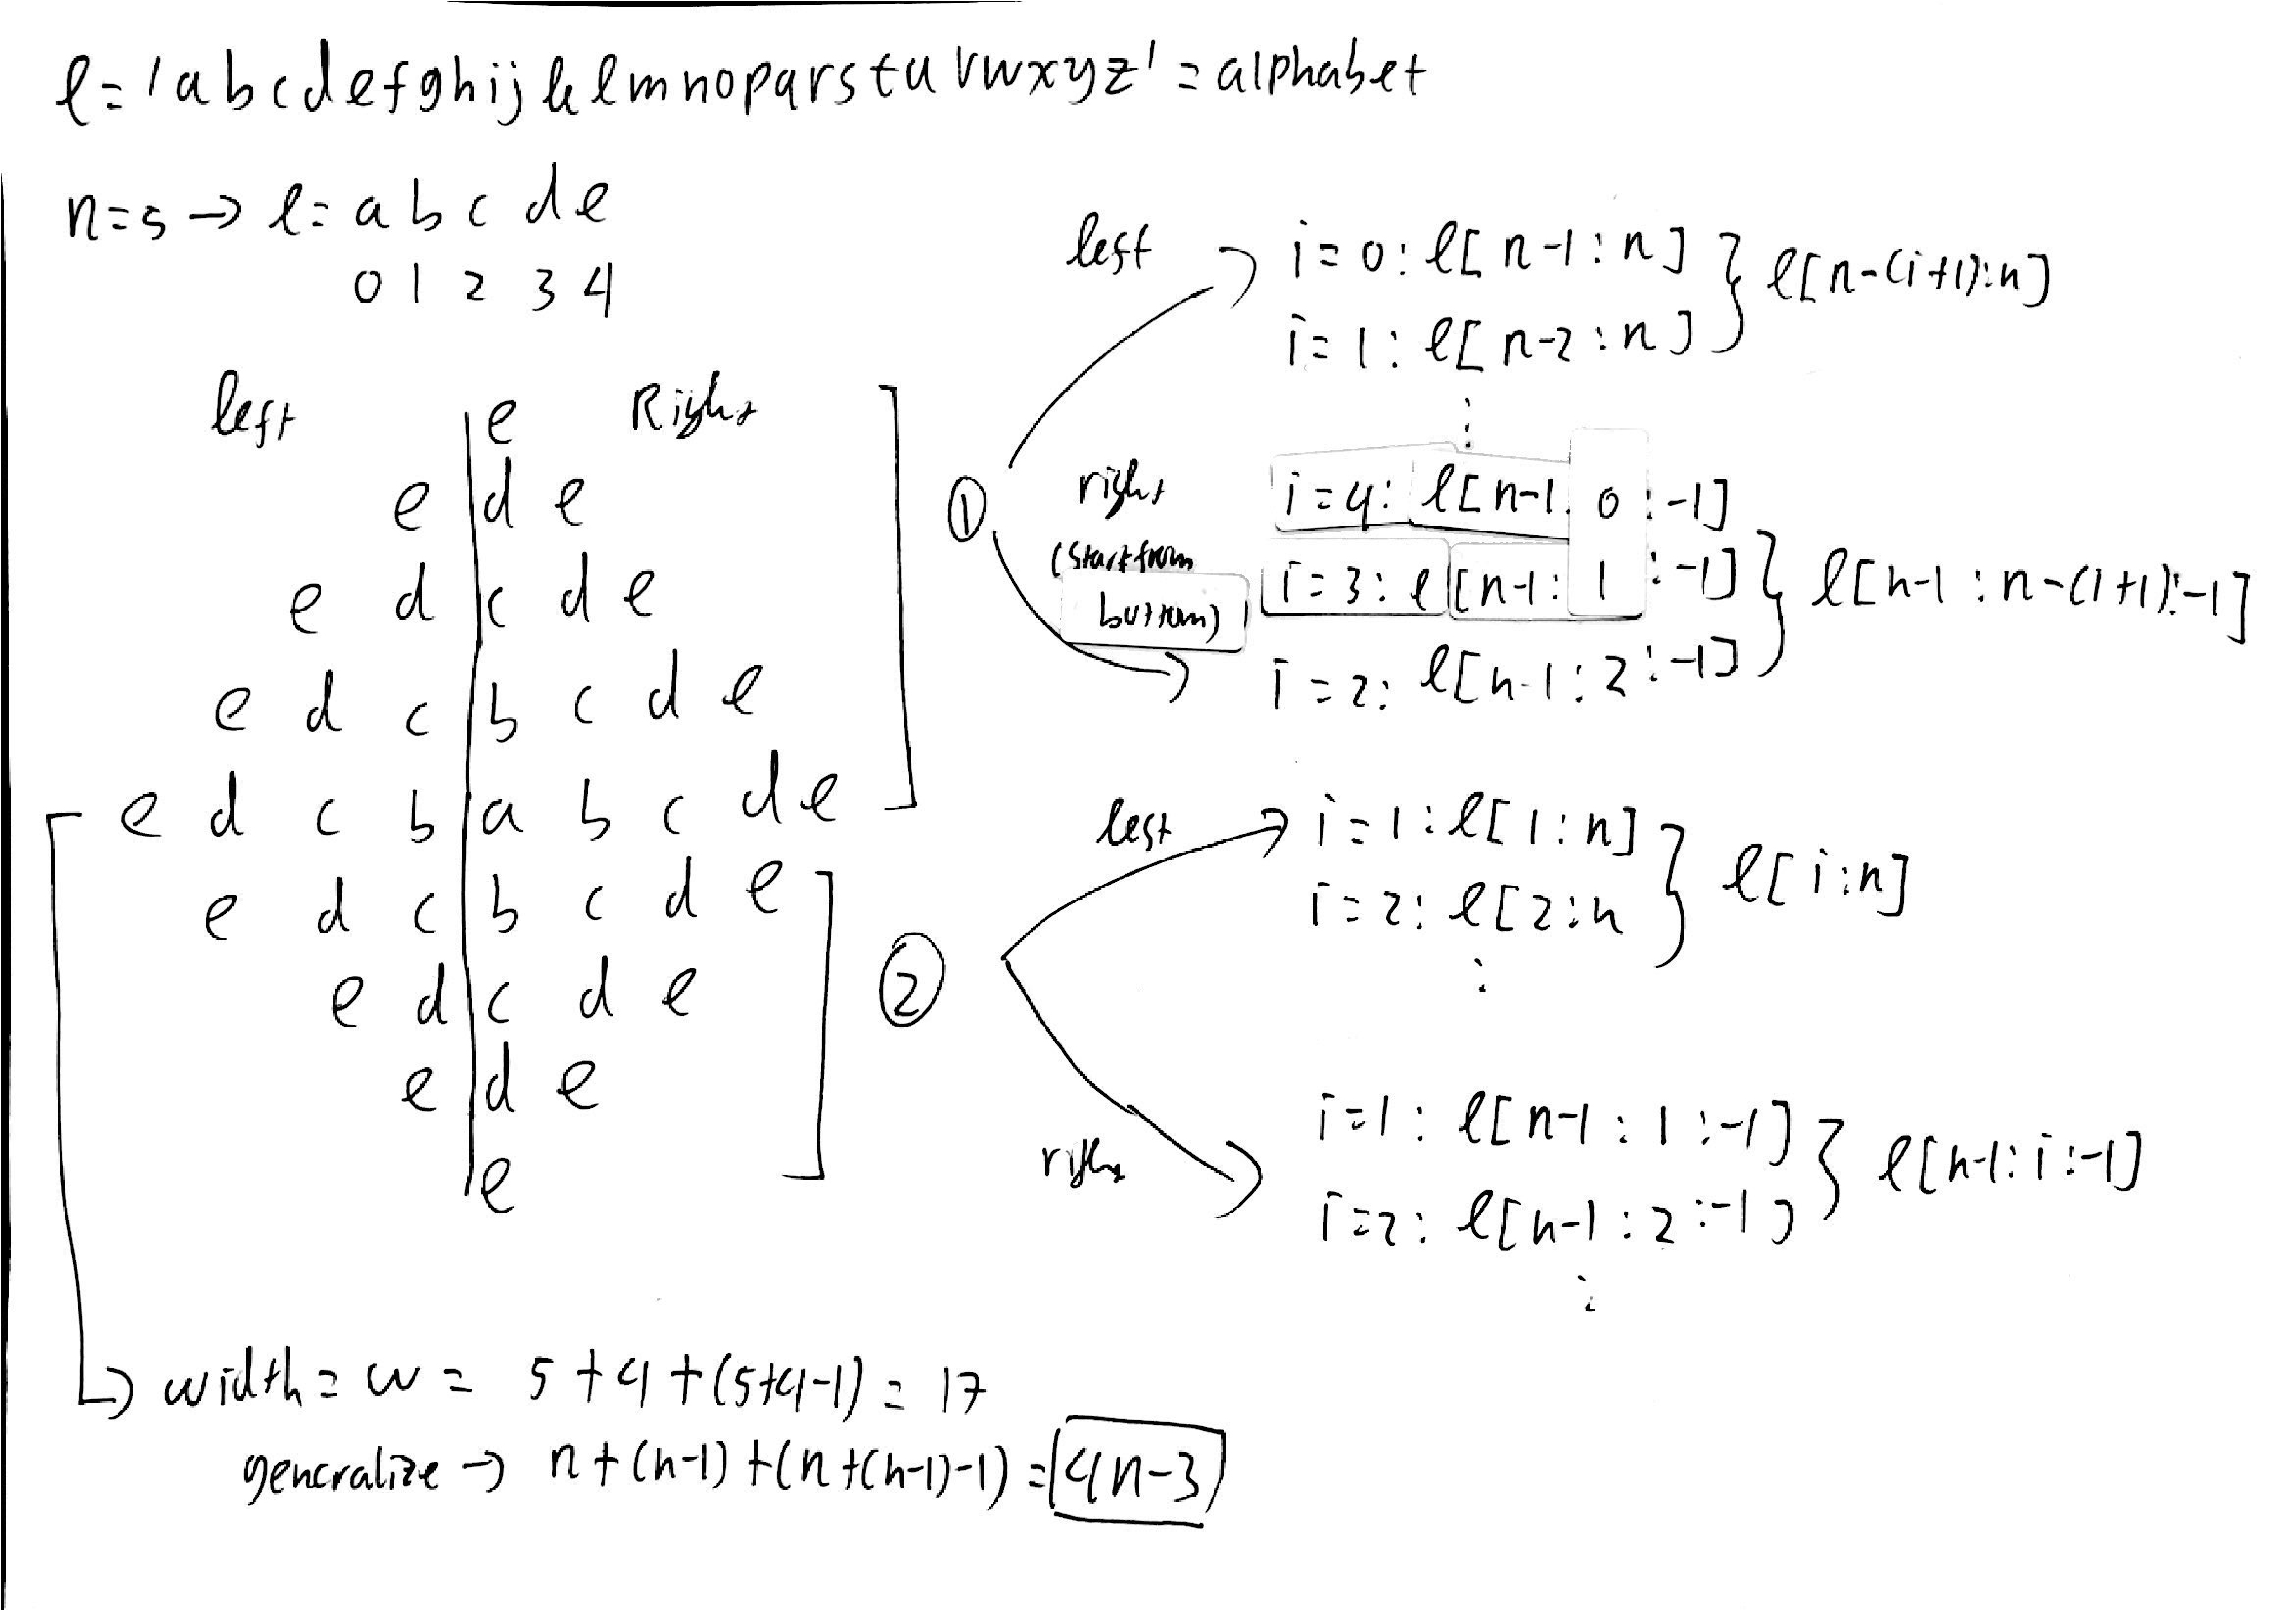 l = 'abcdefghijklmnopqrstuvwxyz' = alphabet
n=5 → l = a b c d e
0 1 2 3 4
left Right
e
e d e
e d c d e
e d c b c d e
e d c b a b c d e
e d c b c d e
e d c d e
e d e
e
①
left
i=0: l[n-1:n]
i=1: l[n-2:n]
} l[n-(i+1):n]
⋮
right
(start from
buttom)
i=4: l[n-1: 0 :-1]
i=3: l[n-1: 1 :-1]
i=2: l[n-1:2:-1]
} l[n-1:n-(i+1):-1]
②
left
i=1: l[1:n]
i=2: l[2:n
} l[i:n]
⋮
right
i=1: l[n-1:1:-1]
i=2: l[n-1:2:-1]
} l[n-1:i:-1]
⋮
↳ width = w = 5+4+(5+4-1) = 17
generalize → n+(n-1)+(n+(n-1)-1) = 4n-3